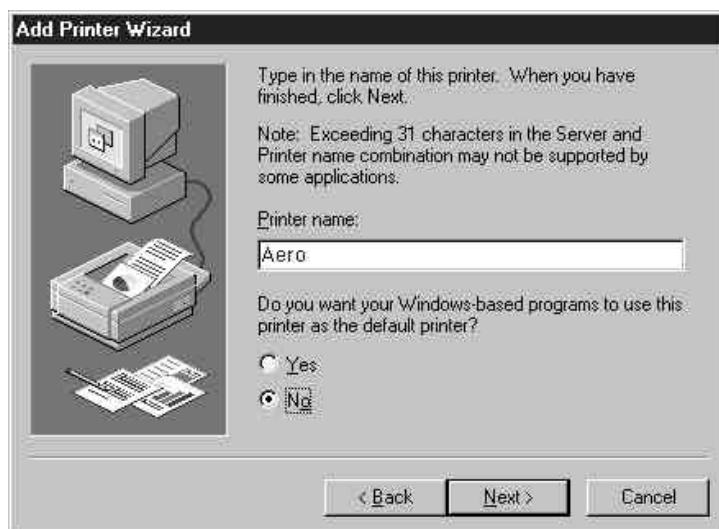 Add Printer Wizard
Type in the name of this printer. When you have
finished, click Next.
Note: Exceeding 31 characters in the Server and
Printer name combination may not be supported by
some applications.
Printer name:
Aero
Do you want your Windows-based programs to use this
printer as the default printer?
Yes
No
< Back
Next >
Cancel